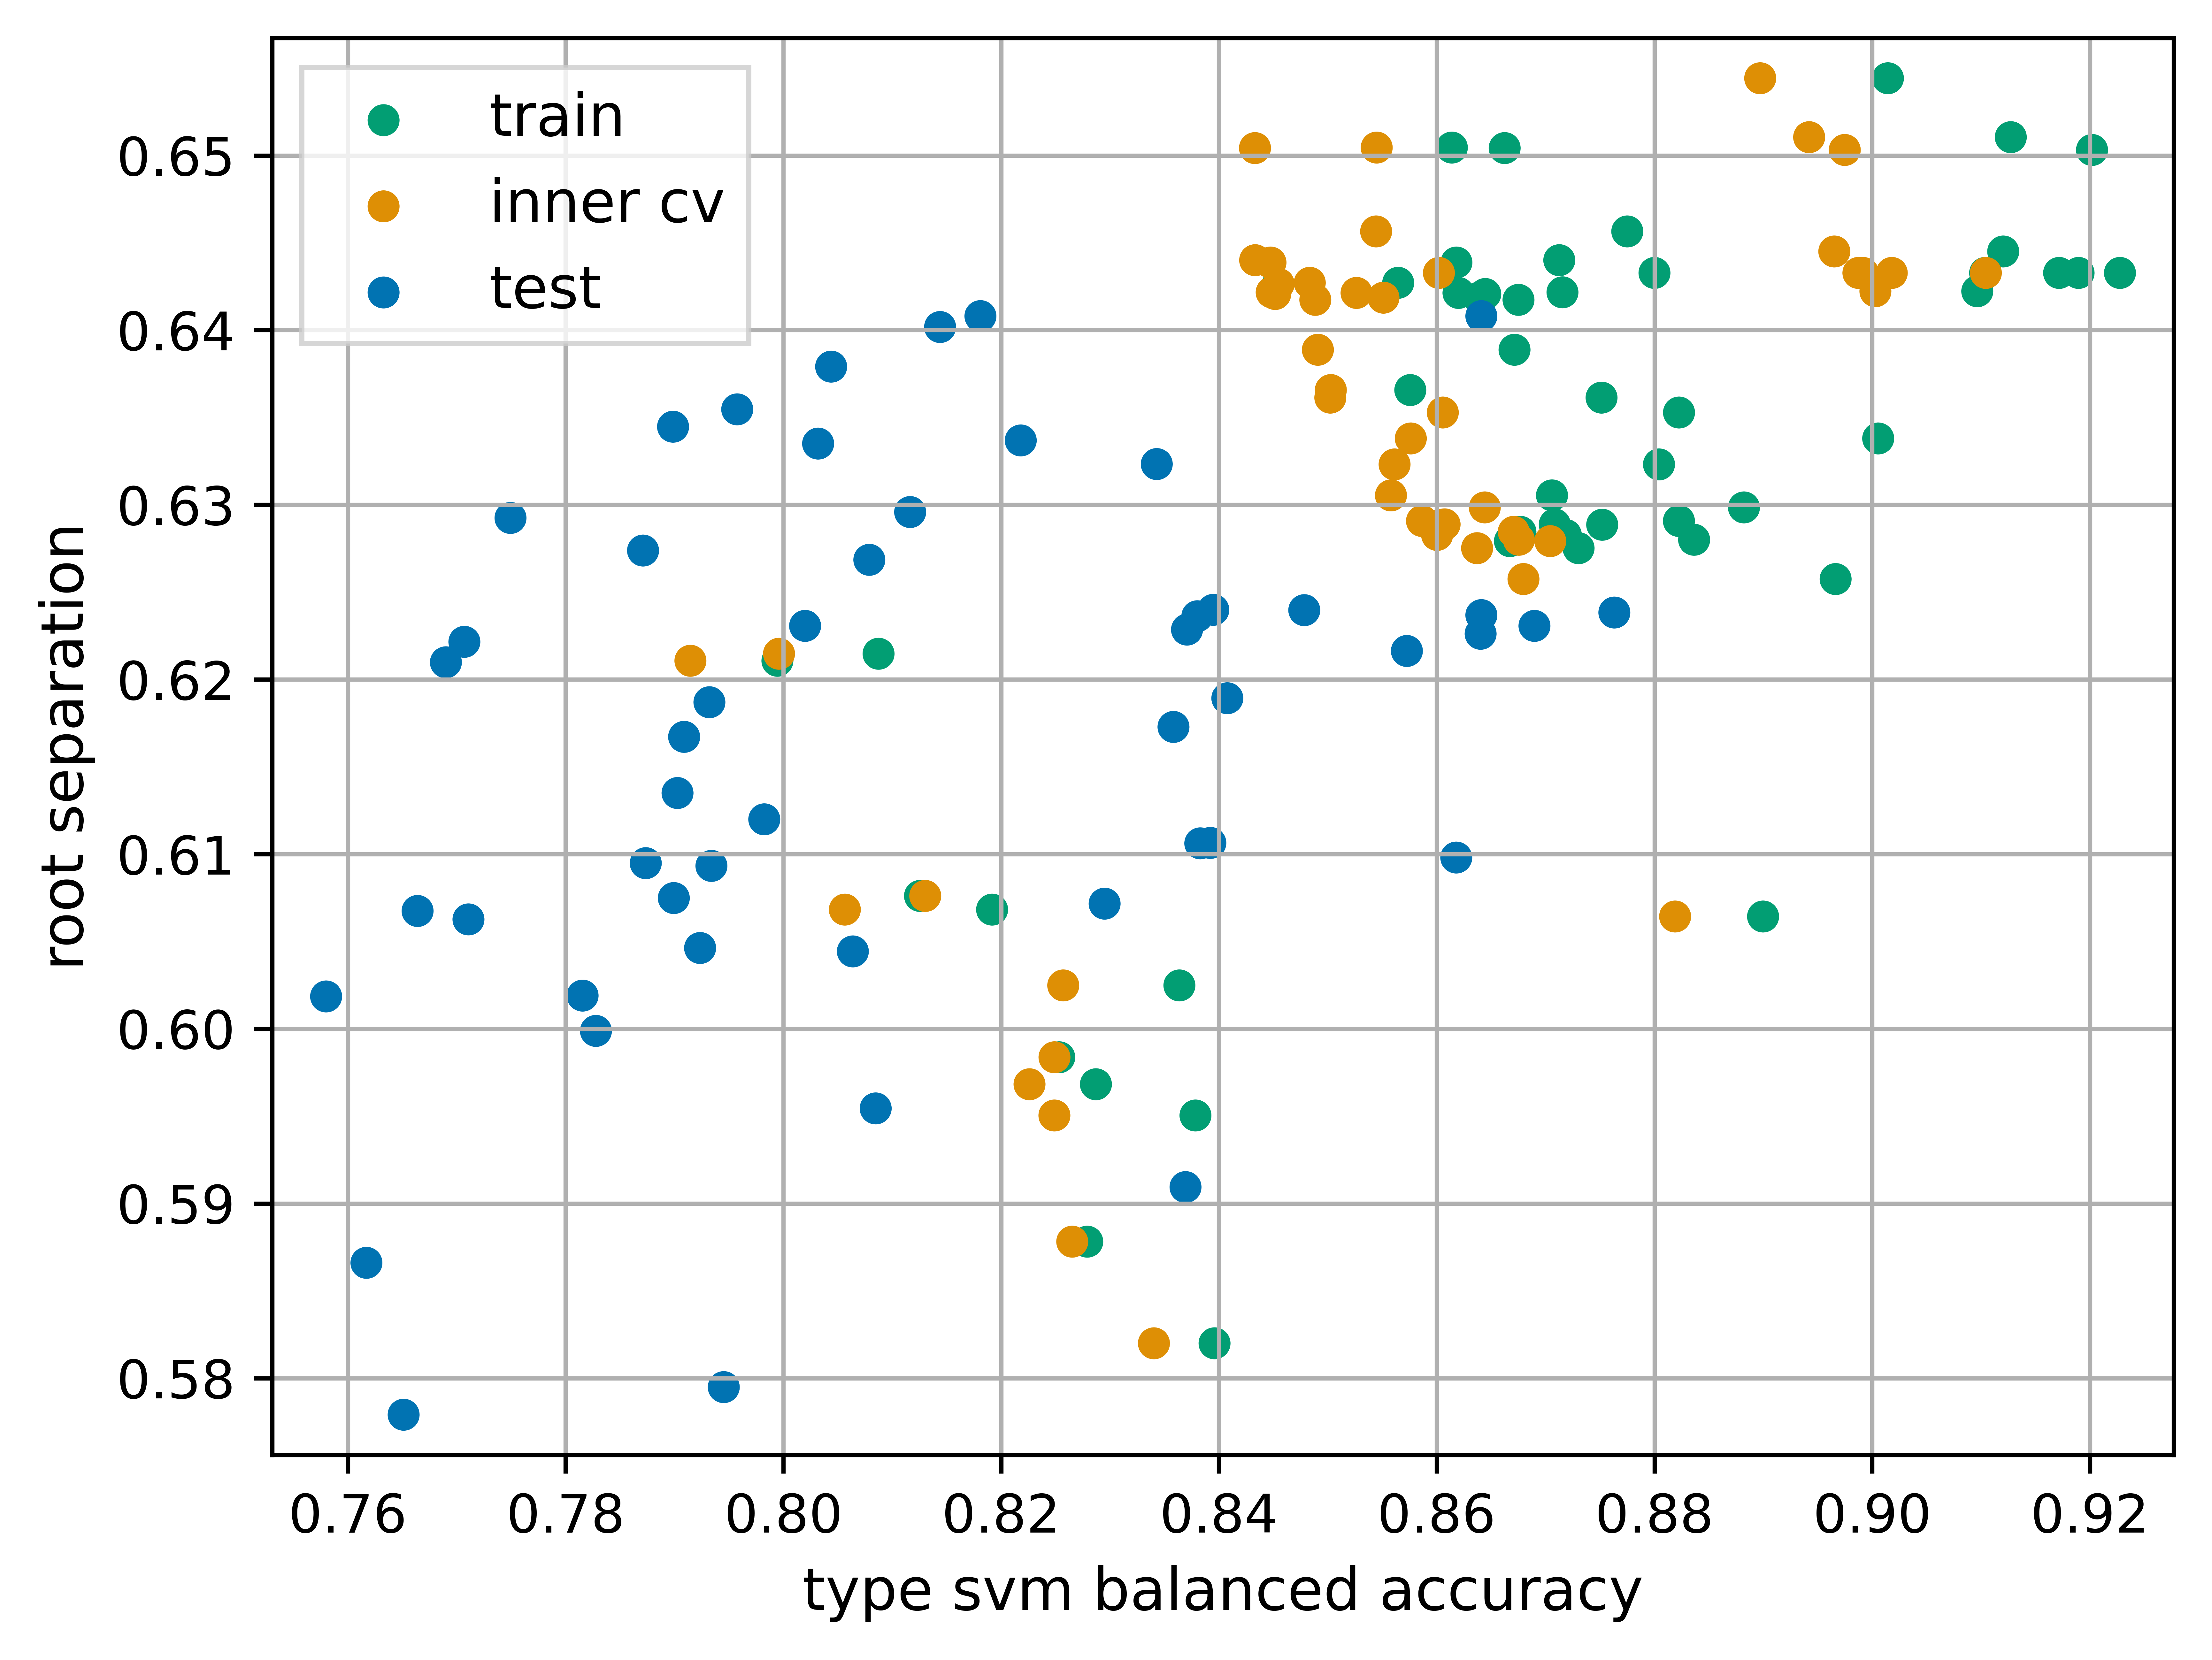 train
inner cv
test
0.65
0.64
0.63
0.62
0.61
0.60
0.59
0.58
root separation
0.76 0.78 0.80 0.82 0.84 0.86 0.88 0.90 0.92
type svm balanced accuracy